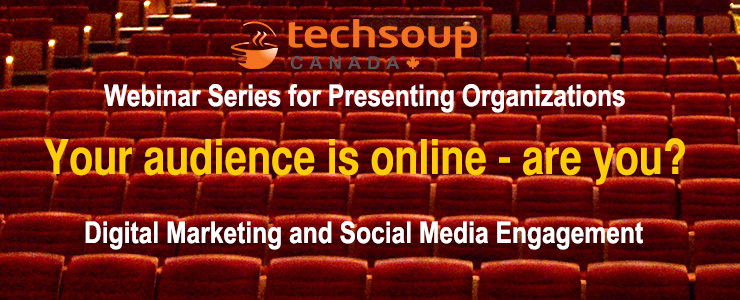 techsoup
CANADA
Webinar Series for Presenting Organizations
Your audience is online - are you?
Digital Marketing and Social Media Engagement